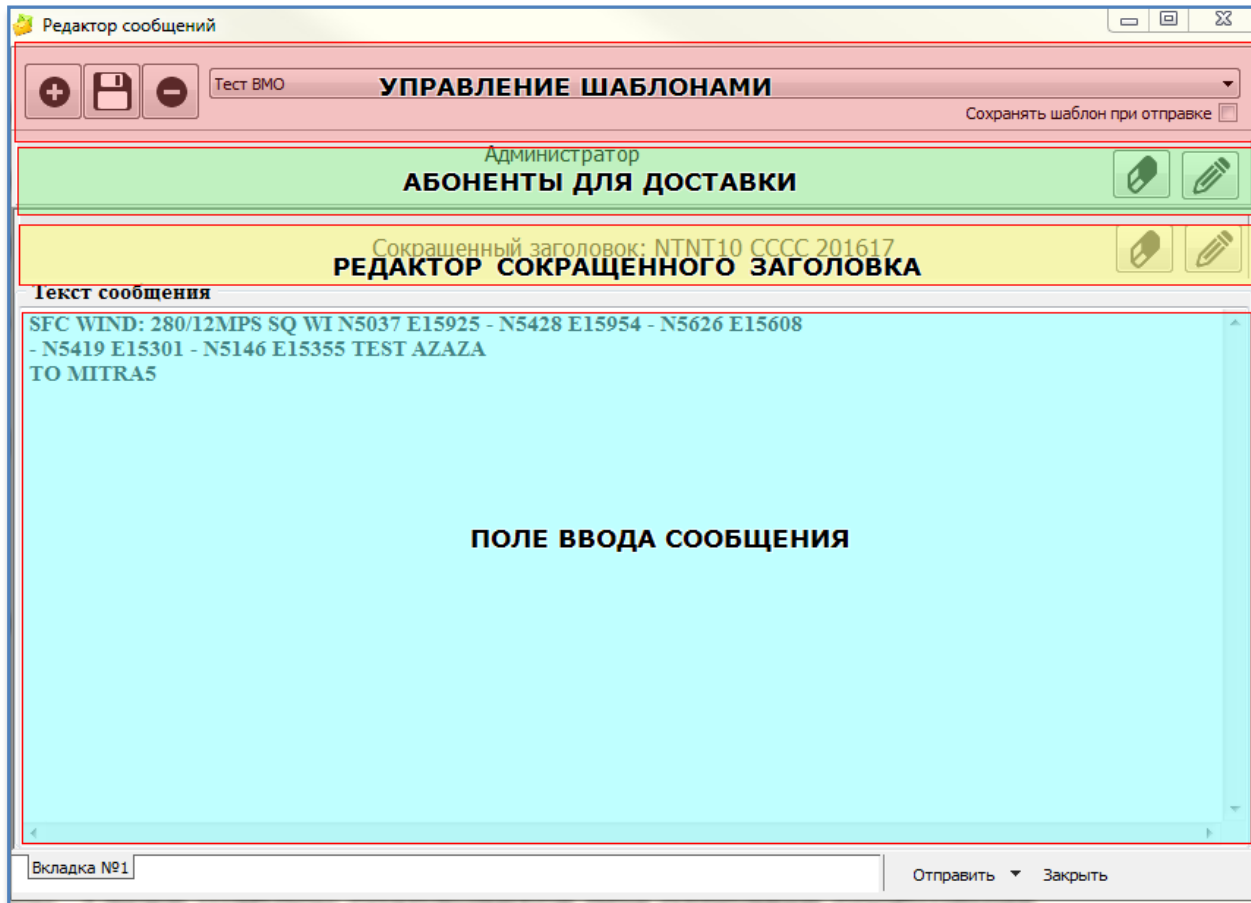 Редактор сообщений
Тест ВМО
УПРАВЛЕНИЕ ШАБЛОНАМИ
Сохранять шаблон при отправке
Администратор
АБОНЕНТЫ ДЛЯ ДОСТАВКИ
Сокращенный заголовок: NTNT10 CCCC 201617
РЕДАКТОР СОКРАЩЕННОГО ЗАГОЛОВКА
Текст сообщения
SFC WIND: 280/12MPS SQ WI N5037 E15925 - N5428 E15954 - N5626 E15608
- N5419 E15301 - N5146 E15355 TEST AZAZA
TO MITRA5
ПОЛЕ ВВОДА СООБЩЕНИЯ
Вкладка №1
Отправить
Закрыть